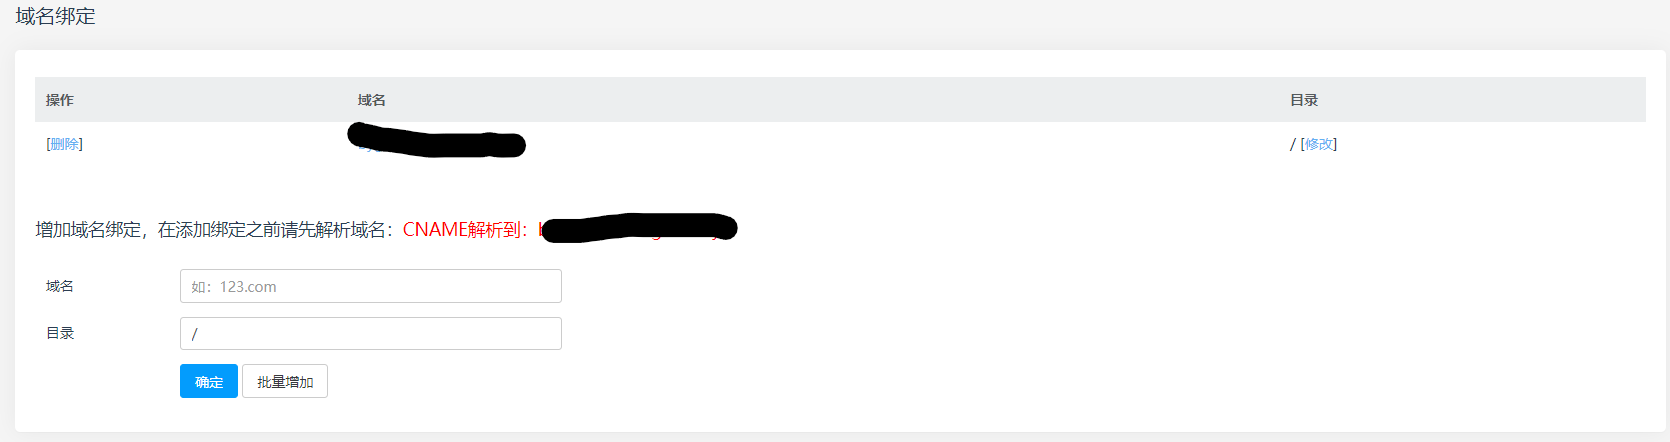 域名绑定
操作 域名 目录
[删除] / [修改]
增加域名绑定，在添加绑定之前请先解析域名：CNAME解析到：
域名 如：123.com
目录 /
确定 批量增加